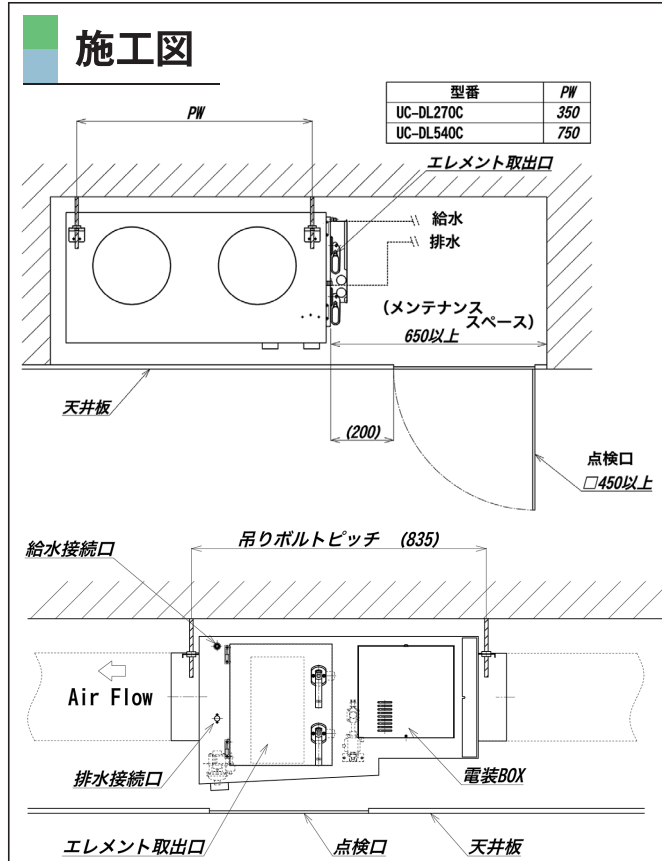 施工図
型番 PW
UC-DL270C 350
UC-DL540C 750
PW
エレメント取出口
給水
排水
(メンテナンス
スペース)
650以上
天井板
(200)
点検口
□450以上
給水接続口
吊りボルトピッチ (835)
Air Flow
排水接続口
電装BOX
エレメント取出口
点検口
天井板